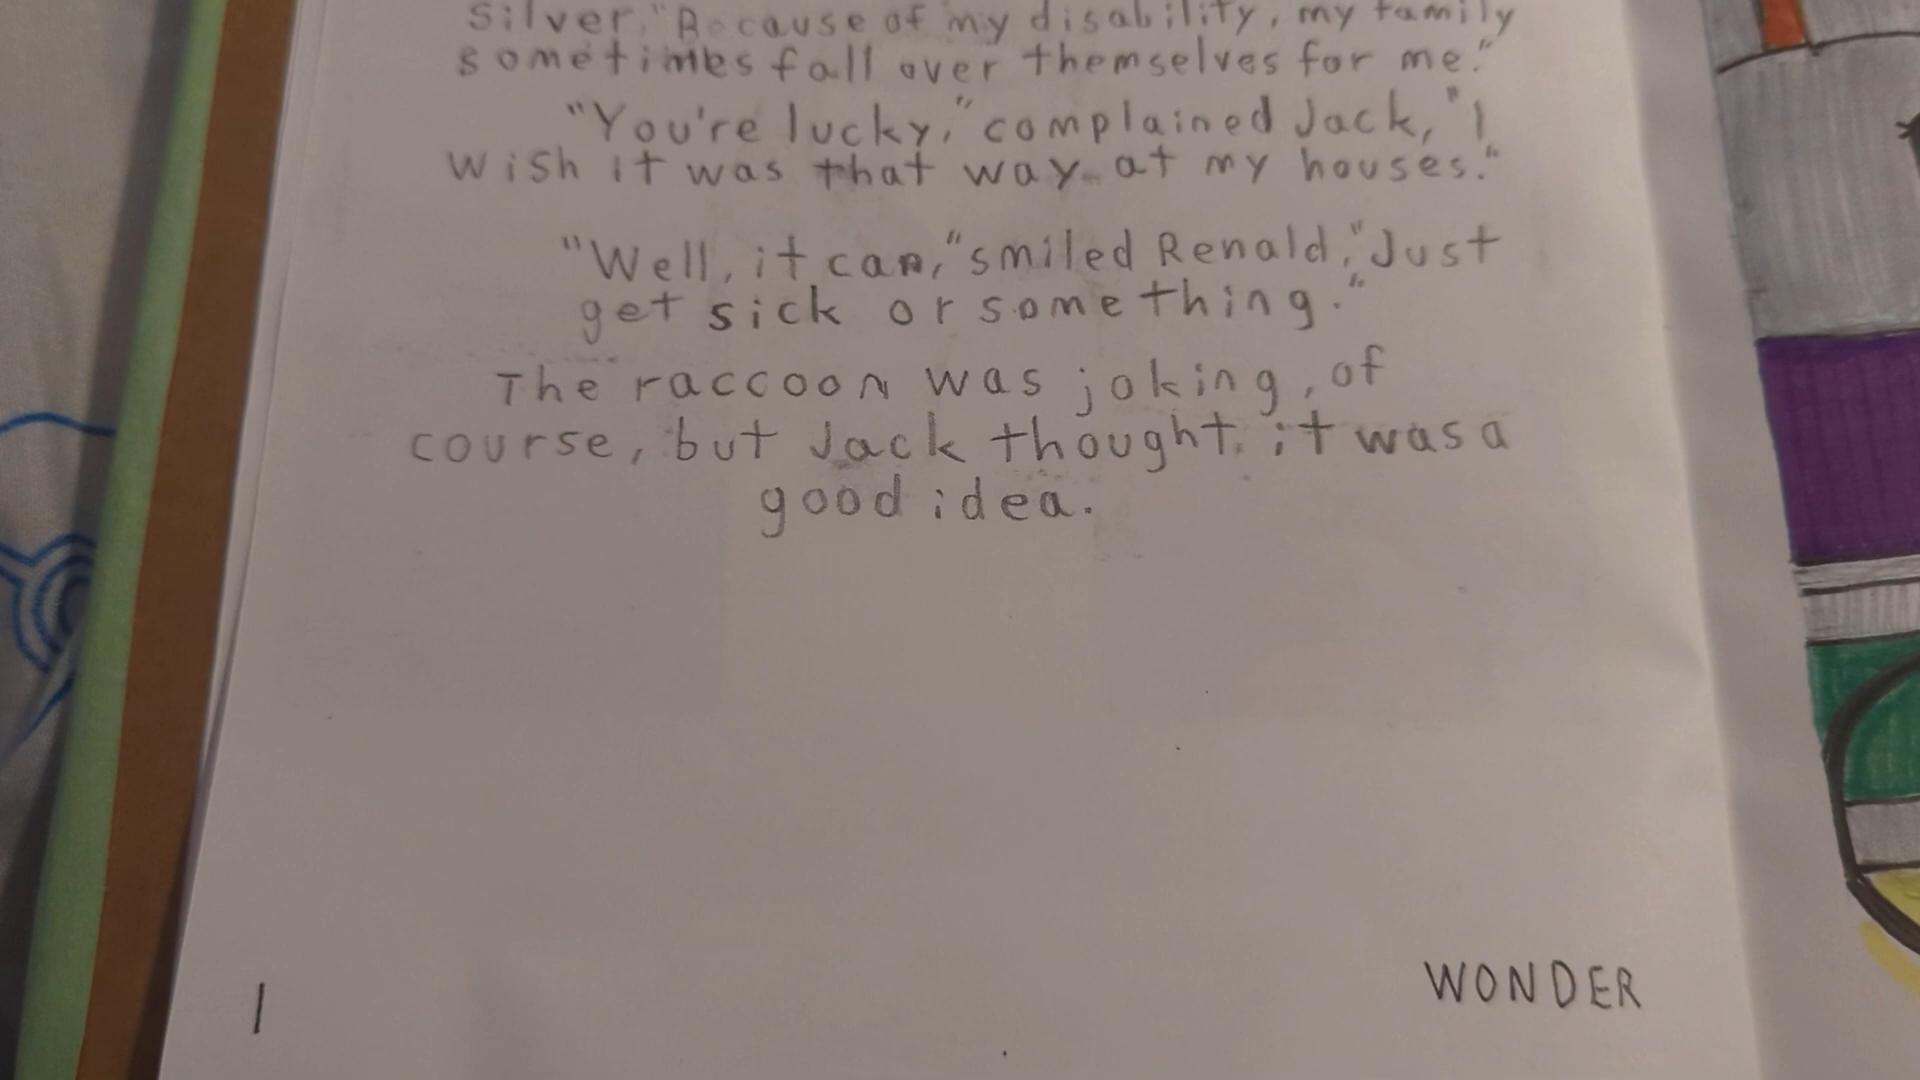 silver. "Because of my disability, my family
sometimes fall over themselves for me."
"You're lucky," complained Jack, "I
wish it was that way at my houses."
"Well, it can," smiled Renald, "Just
get sick or something."
The raccoon was joking, of
course, but Jack thought it was a
good idea.
1
WONDER